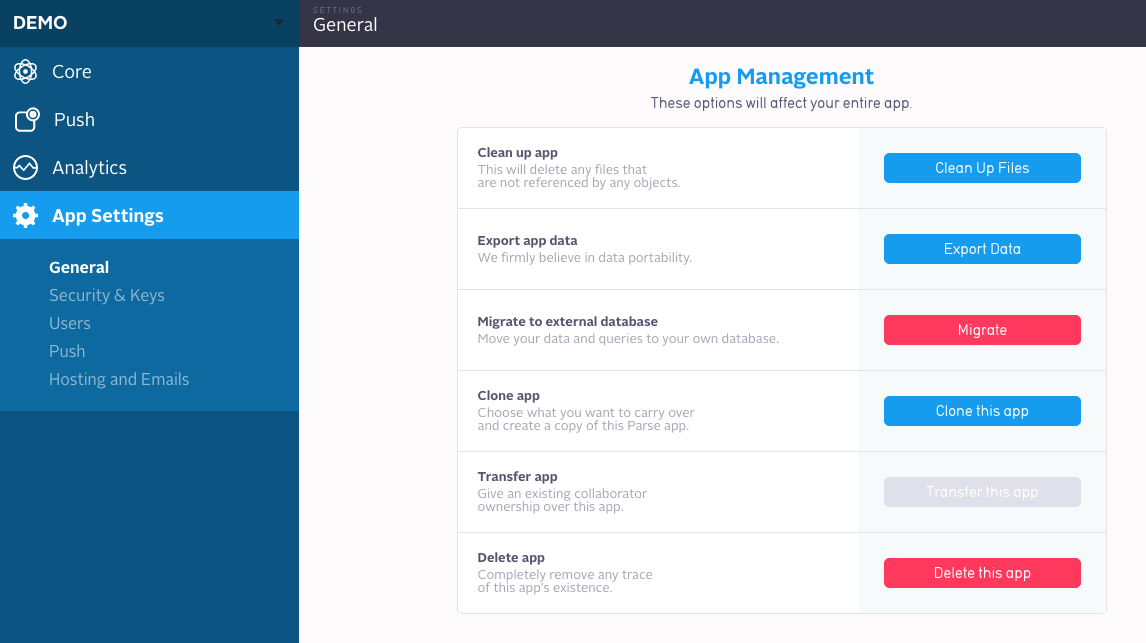 DEMO
SETTINGS
General
Core
Push
Analytics
App Settings
General
Security & Keys
Users
Push
Hosting and Emails
App Management
These options will affect your entire app.
Clean up app
This will delete any files that
are not referenced by any objects.
Clean Up Files
Export app data
We firmly believe in data portability.
Export Data
Migrate to external database
Move your data and queries to your own database.
Migrate
Clone app
Choose what you want to carry over
and create a copy of this Parse app.
Clone this app
Transfer app
Give an existing collaborator
ownership over this app.
Transfer this app
Delete app
Completely remove any trace
of this app's existence.
Delete this app